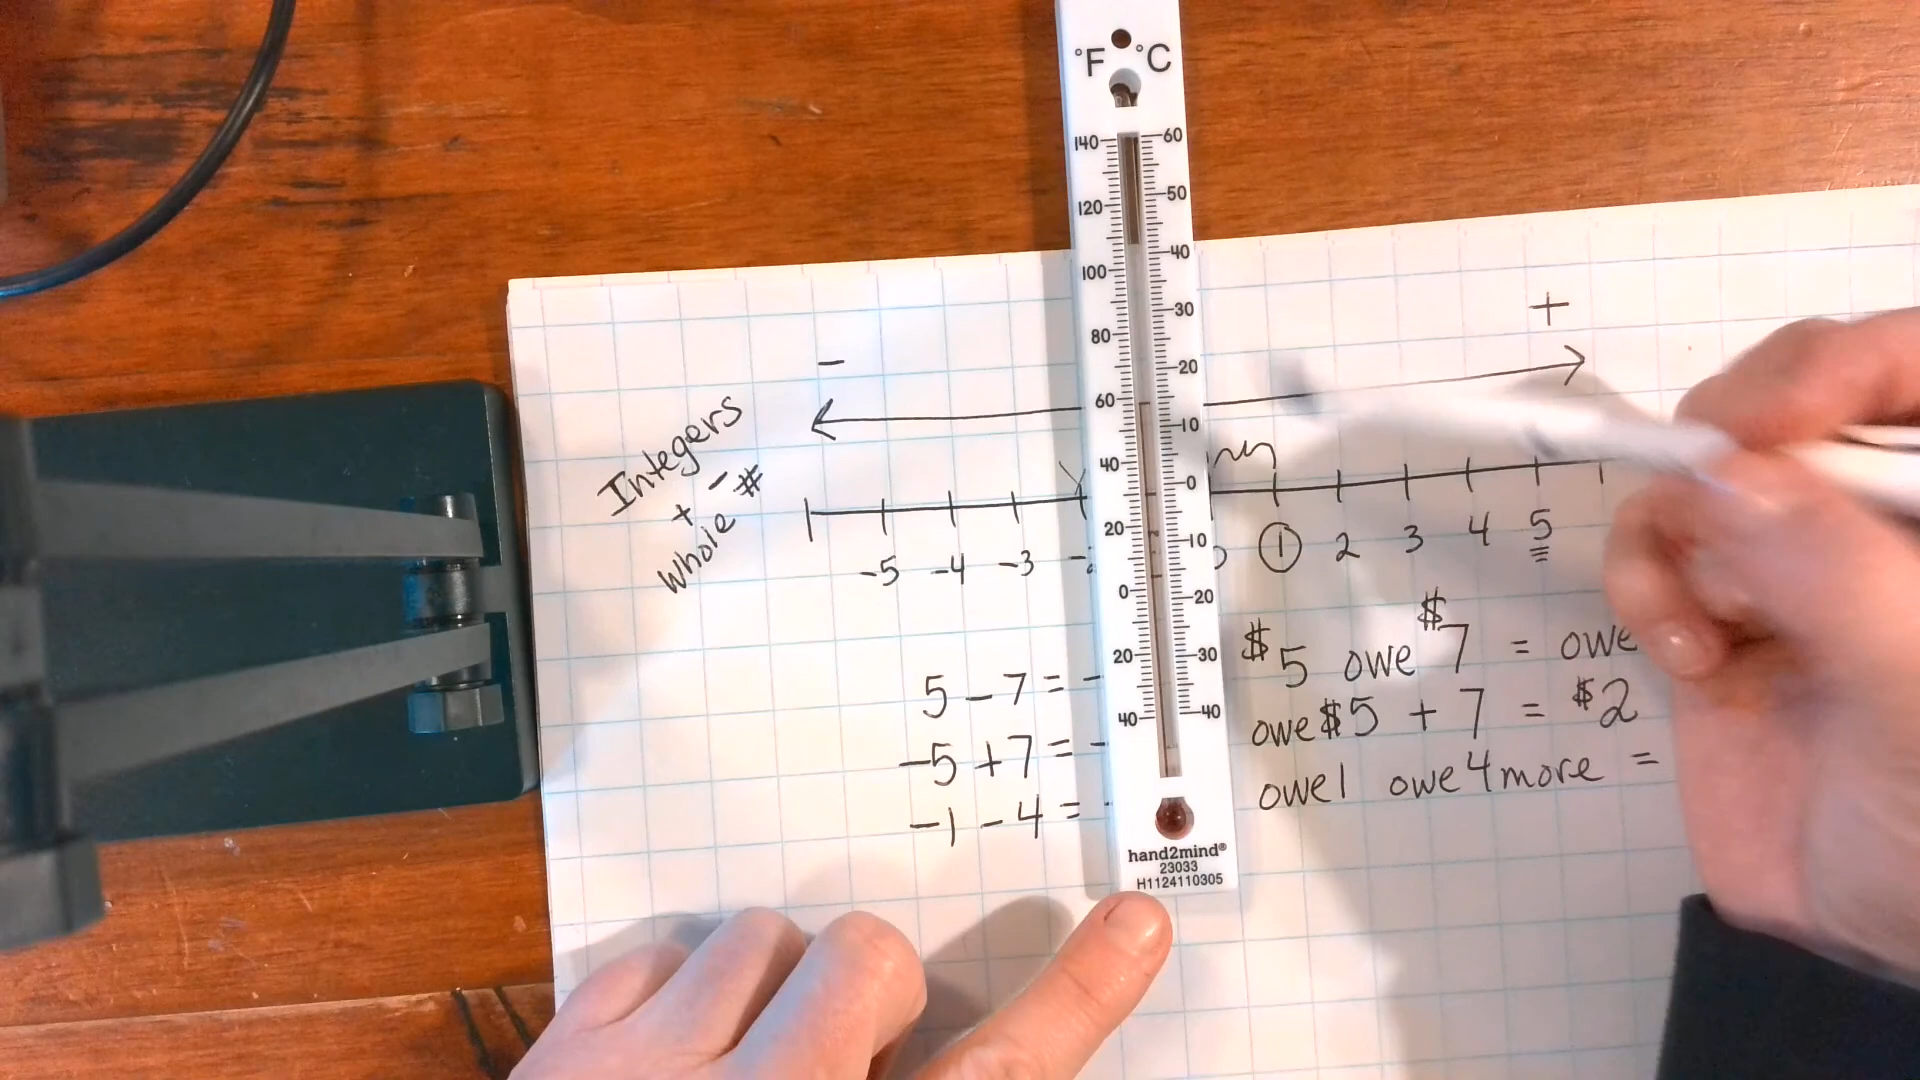 °F °C
140 60
50
120
40
100
30
80
20
60
10
40
0
20
10
0
20
20
30
40
40
hand2mind®
23033
H1124110305
− +
Integers
+ −
whole #
-5 -4 -3 1 2 3 4 5
5 - 7 = -
-5 + 7 =
-1 - 4 =
$5 owe $7 = owe
owe $5 + 7 = $2
owe 1 owe 4 more =